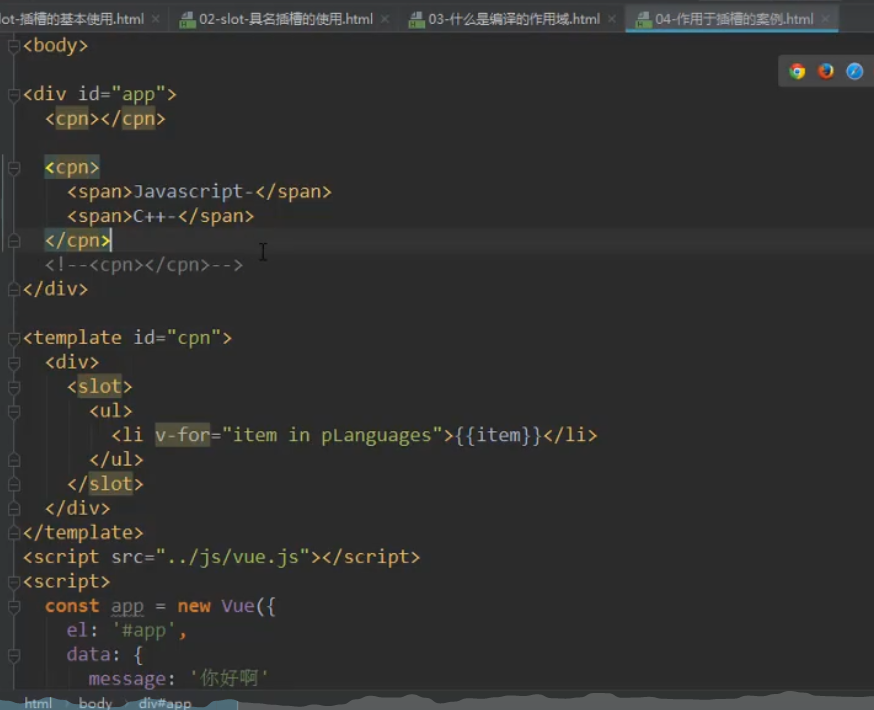 lot-插槽的基本使用.html × 02-slot-具名插槽的使用.html × 03-什么是编译的作用域.html × 04-作用于插槽的案例.html ×
<body>
<div id="app">
<cpn></cpn>
<cpn>
<span>Javascript-</span>
<span>C++-</span>
</cpn>
<!--<cpn></cpn>-->
</div>
<template id="cpn">
<div>
<slot>
<ul>
<li v-for="item in pLanguages">{{item}}</li>
</ul>
</slot>
</div>
</template>
<script src="../js/vue.js"></script>
<script>
const app = new Vue({
el: '#app',
data: {
message: '你好啊'
html body div#app